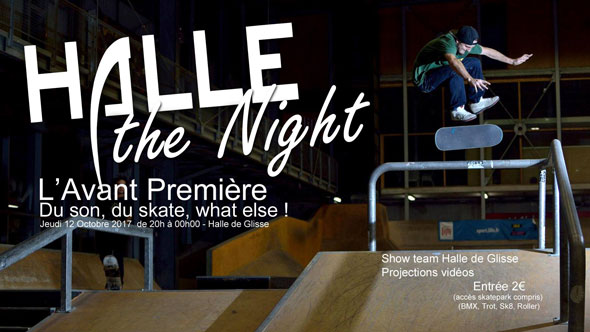 HALLE
the Night
L'Avant Première
Du son, du skate, what else !
Jeudi 12 Octobre 2017 de 20h à 00h00 - Halle de Glisse
Show team Halle de Glisse
Projections vidéos
Entrée 2€
(accès skatepark compris)
(BMX, Trot, Sk8, Roller)